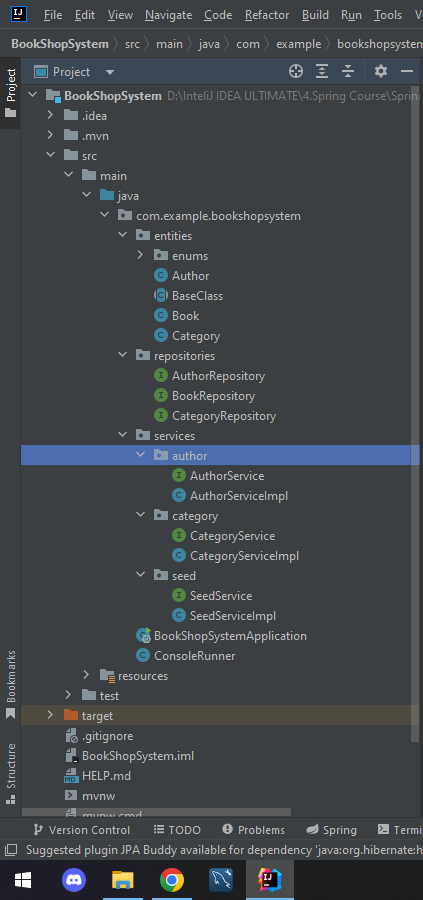 IJ File Edit View Navigate Code Refactor Build Run Tools V
BookShopSystem src main java com example bookshopsystem
Project
Project
BookShopSystem D:\InteliJ IDEA ULTIMATE\4.Spring Course\Sprin
.idea
.mvn
src
main
java
com.example.bookshopsystem
entities
enums
C Author
C BaseClass
C Book
C Category
repositories
I AuthorRepository
I BookRepository
I CategoryRepository
services
author
I AuthorService
C AuthorServiceImpl
category
I CategoryService
C CategoryServiceImpl
seed
I SeedService
C SeedServiceImpl
BookShopSystemApplication
C ConsoleRunner
resources
test
target
.gitignore
BookShopSystem.iml
MD HELP.md
mvnw
mvnw.cmd
Bookmarks
Structure
Version Control TODO Problems Spring Termi
Suggested plugin JPA Buddy available for dependency 'java:org.hibernate:h
IJ